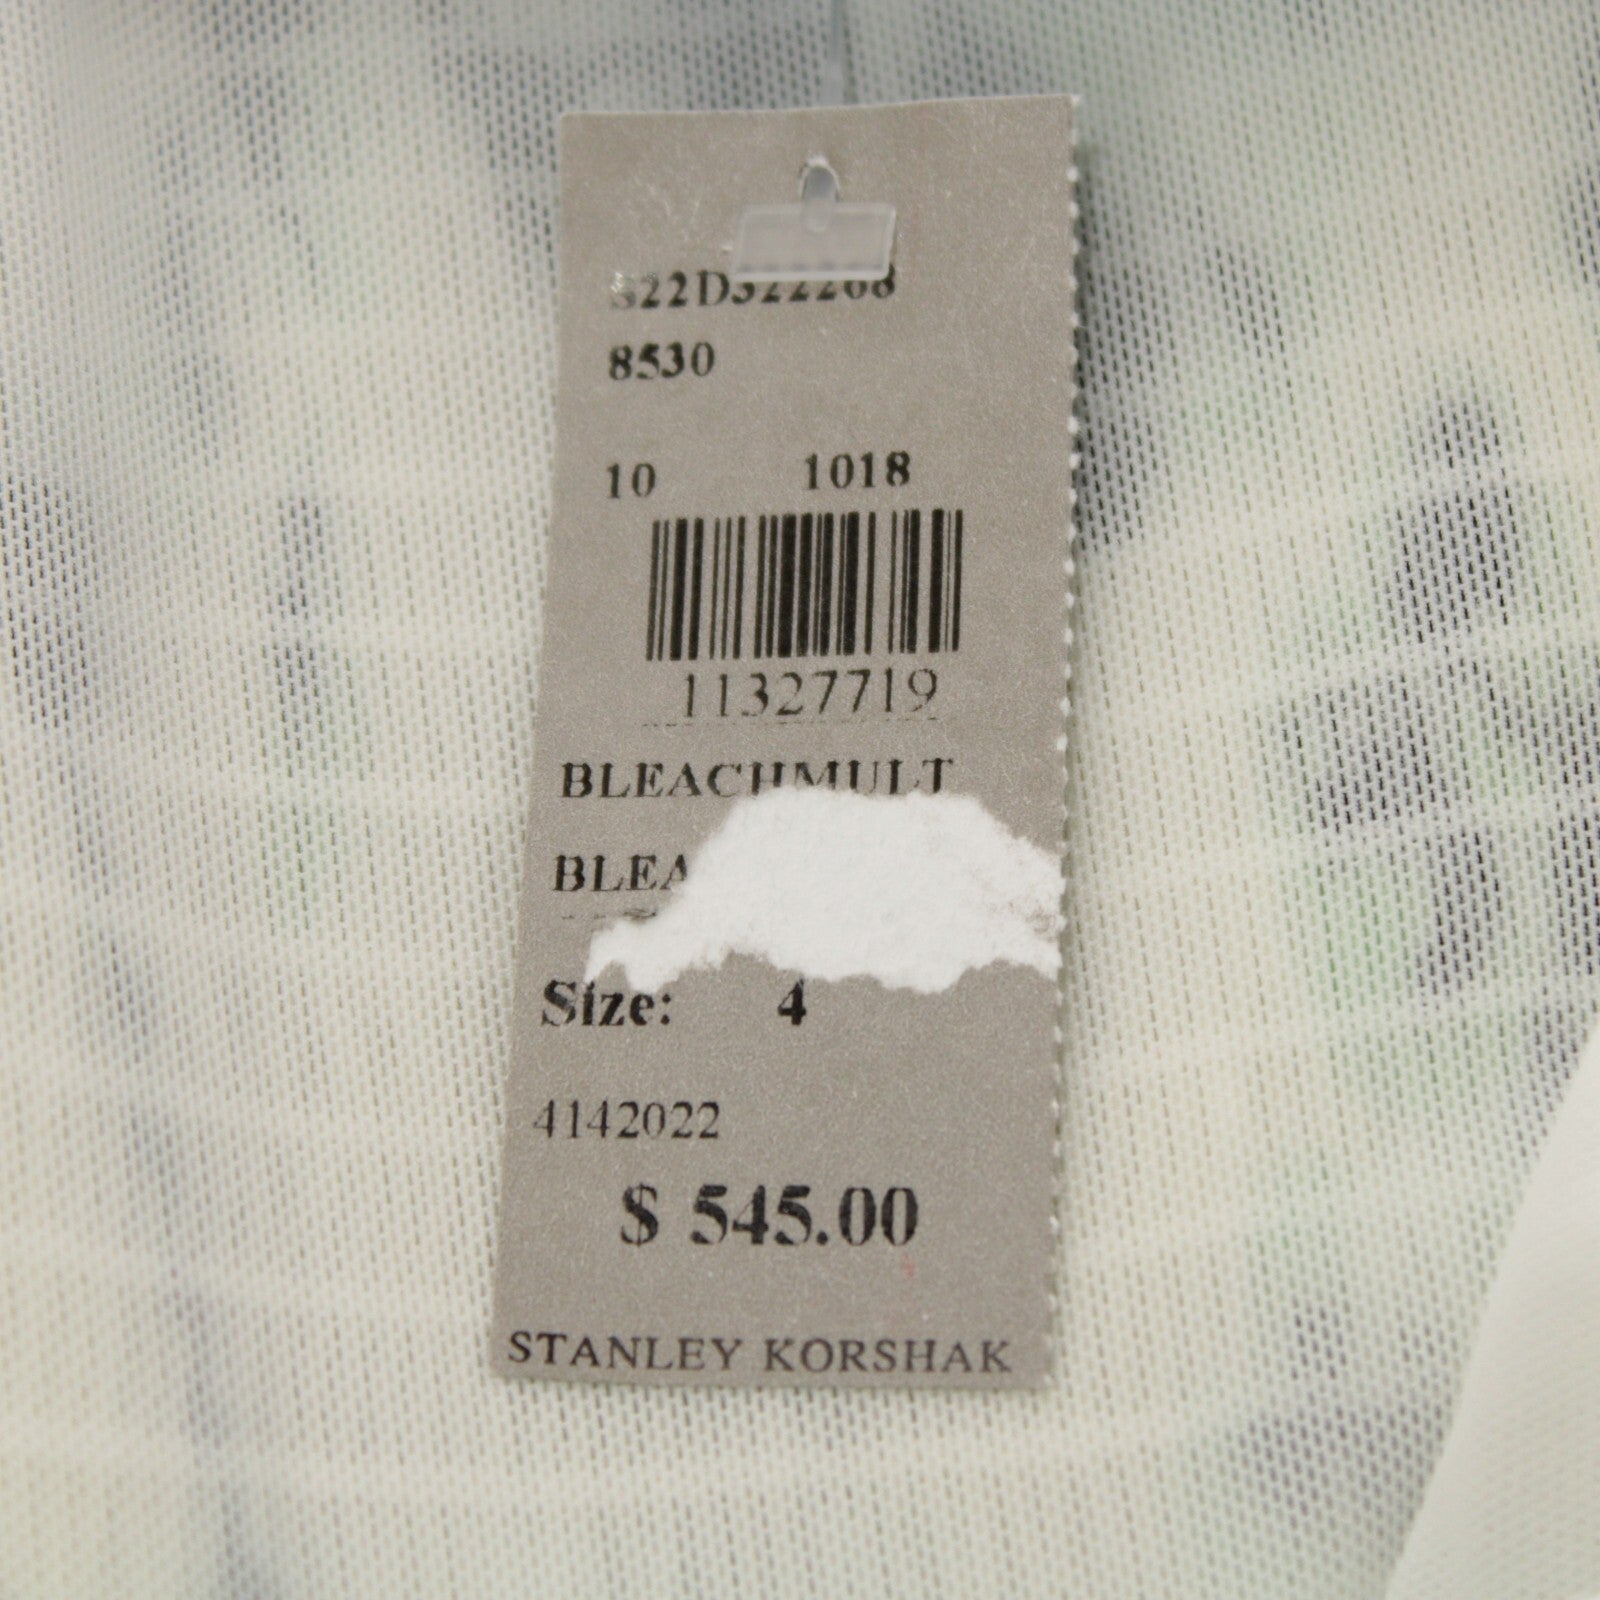 8530
10 1018
11327719
BLEACHMULT
BLEA
Size: 4
4142022
$ 545.00
STANLEY KORSHAK